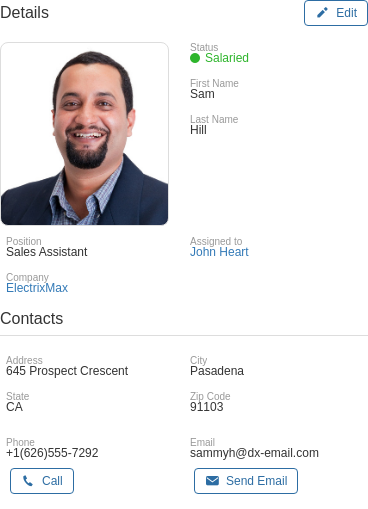 Details
Edit
Status
Salaried
First Name
Sam
Last Name
Hill
Position
Sales Assistant
Assigned to
John Heart
Company
ElectrixMax
Contacts
Address
645 Prospect Crescent
City
Pasadena
State
CA
Zip Code
91103
Phone
+1(626)555-7292
Email
sammyh@dx-email.com
Call
Send Email